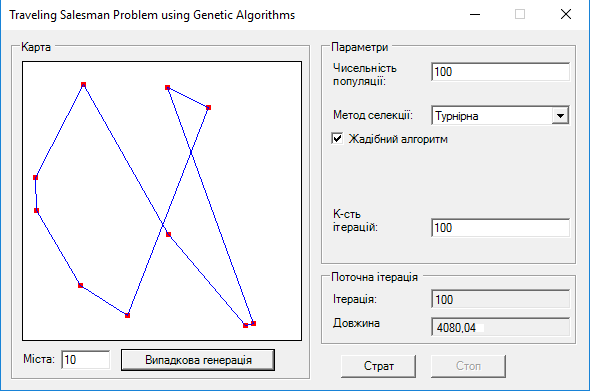 Traveling Salesman Problem using Genetic Algorithms
Карта
Міста:
10
Випадкова генерація
Параметри
Чисельність
популяції:
100
Метод селекції:
Турнірна
Жадібний алгоритм
К-сть
ітерацій:
100
Поточна ітерація
Ітерація:
100
Довжина
4080,04
Страт
Стоп